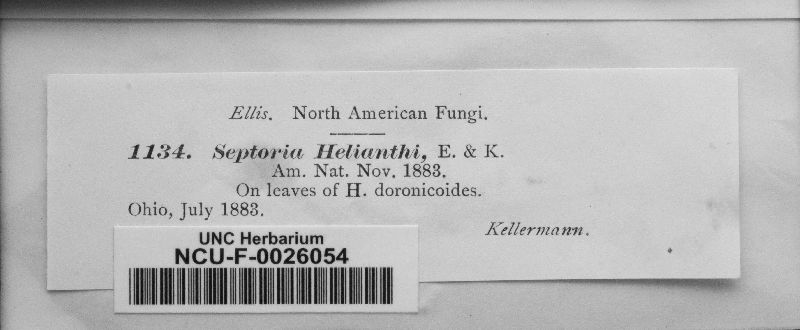 Ellis. North American Fungi.
1134. Septoria Helianthi, E. & K.
Am. Nat. Nov. 1883.
On leaves of H. doronicoides.
Ohio, July 1883.
Kellermann.
UNC Herbarium
NCU-F-0026054